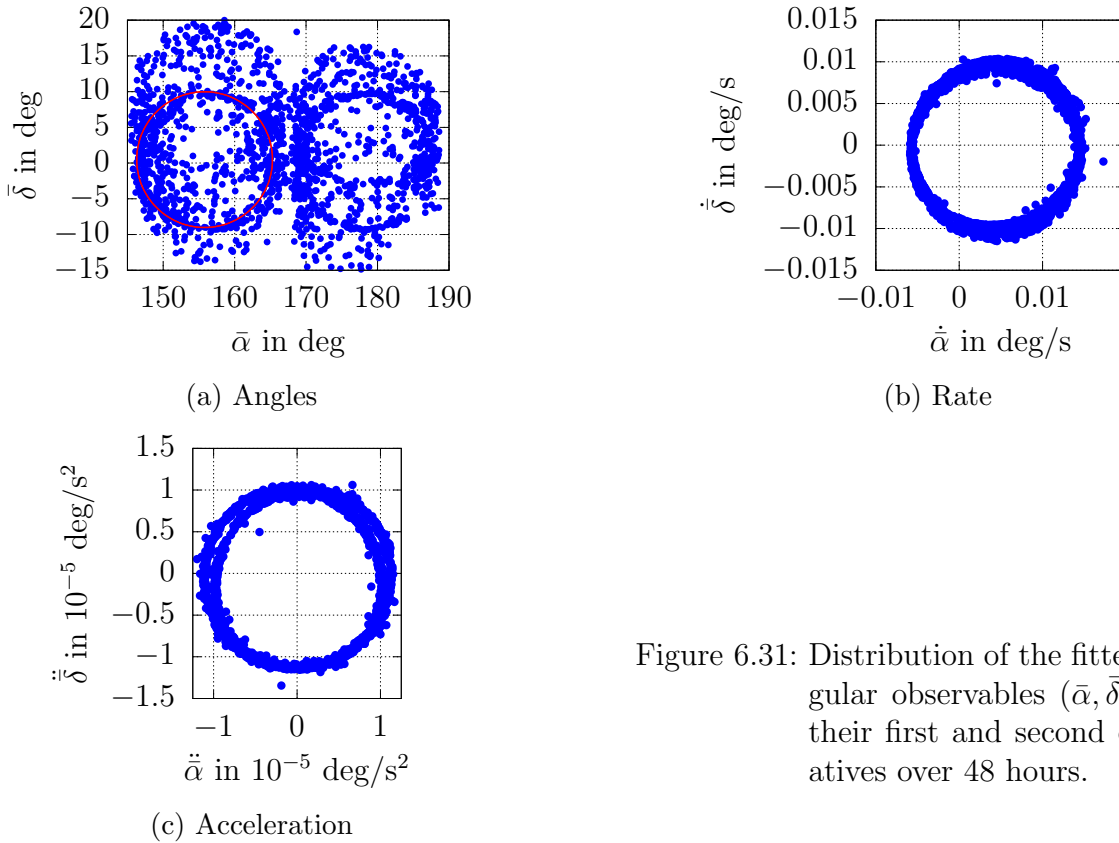 20
15
10
5
0
−5
−10
−15
150 160 170 180 190
δ̄ in deg
ᾱ in deg
(a) Angles
0.015
0.01
0.005
0
−0.005
−0.01
−0.015
−0.01 0 0.01
δ̄̇ in deg/s
ᾱ̇ in deg/s
(b) Rate
1.5
1
0.5
0
−0.5
−1
−1.5
−1 0 1
δ̄̈ in 10⁻⁵ deg/s²
ᾱ̈ in 10⁻⁵ deg/s²
(c) Acceleration
Figure 6.31: Distribution of the fitte
gular observables (ᾱ, δ̄
their first and second
atives over 48 hours.